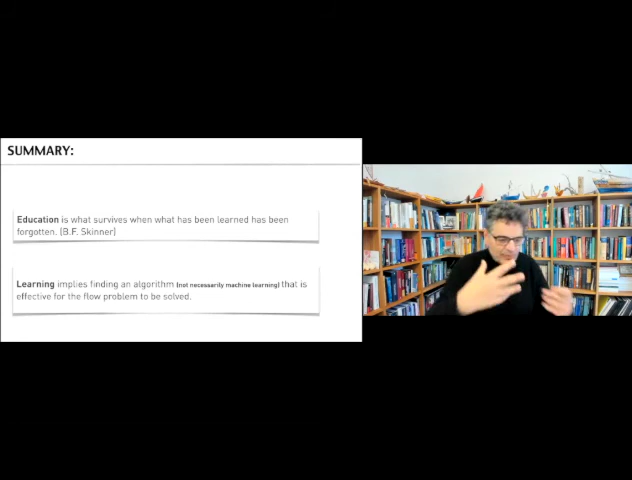 SUMMARY:
Education is what survives when what has been learned has been
forgotten. [B.F. Skinner]
Learning implies finding an algorithm (not necessarily machine learning) that is
effective for the flow problem to be solved.